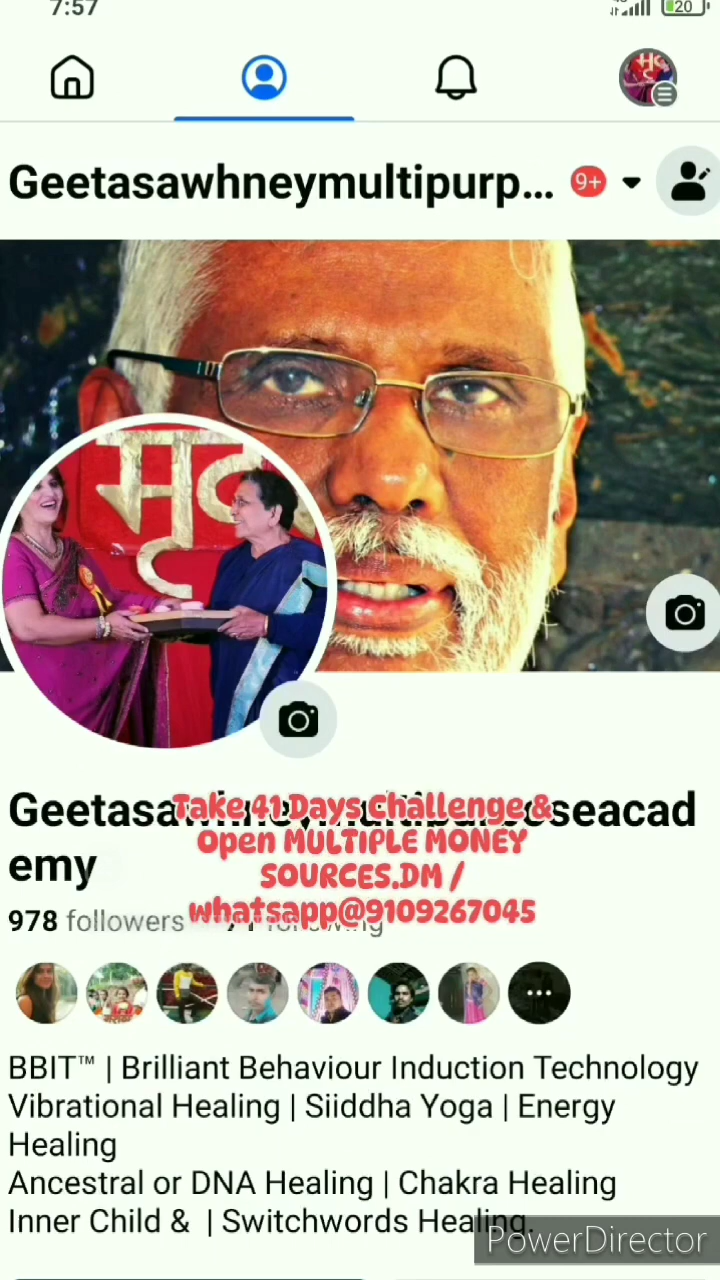 7:57
20
Geetasawhneymultipurp...
9+
मृद
Geetasa
emy
Take 41 Days Challenge &
Open MULTIPLE MONEY
SOURCES.DM /
whatsapp@9109267045
oseacad
978 followers
BBIT™ | Brilliant Behaviour Induction Technology
Vibrational Healing | Siiddha Yoga | Energy
Healing
Ancestral or DNA Healing | Chakra Healing
Inner Child & | Switchwords Healing.
PowerDirector